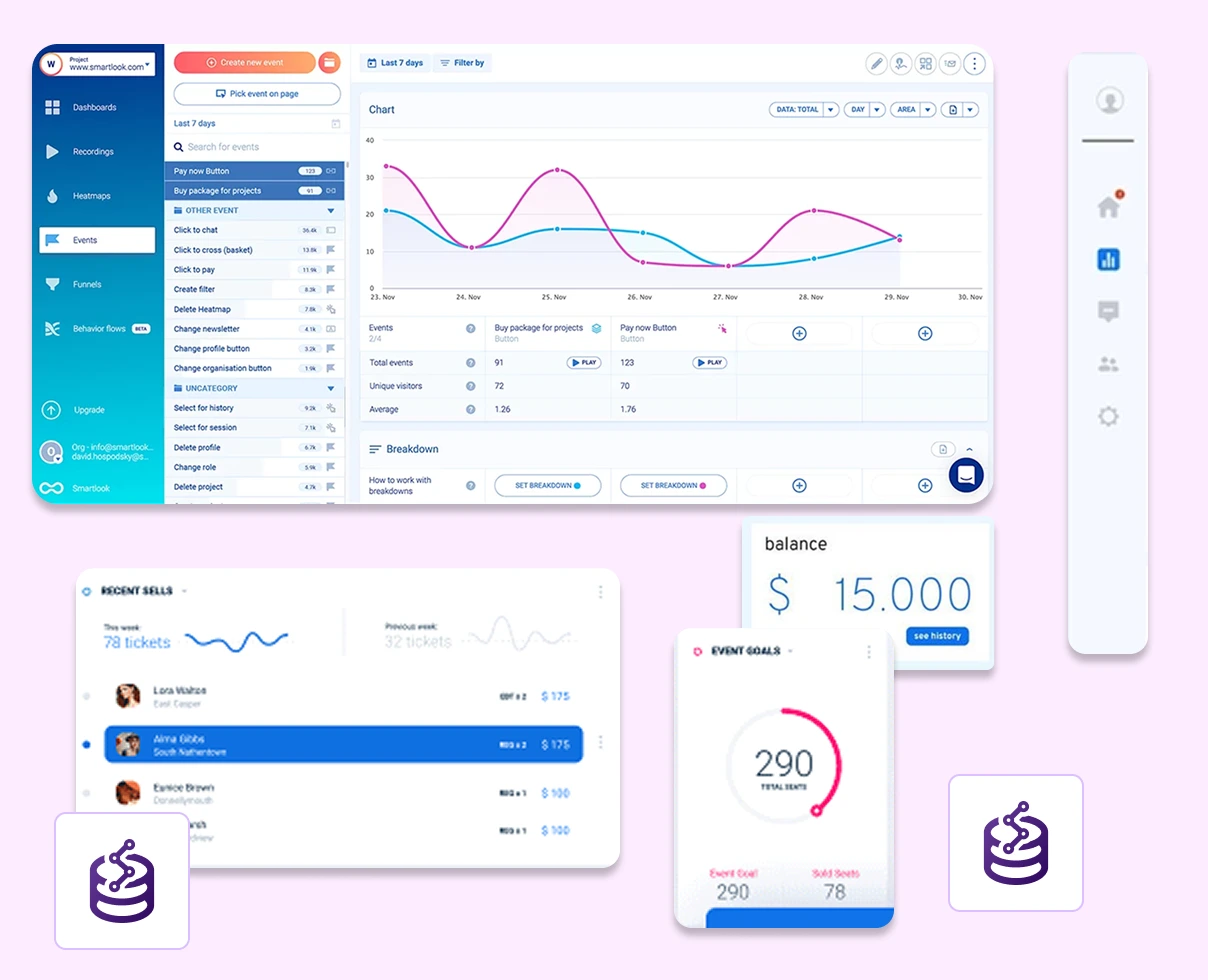 Project
W
www.smartlook.com
Dashboards
Recordings
Heatmaps
Events
Funnels
Behavior flows BETA
Upgrade
O
Org - info@smartlook...
david.hospodsky@s...
Smartlook
Create new event
Pick event on page
Last 7 days
Search for events
Pay now Button 123
Buy package for projects 91
OTHER EVENT
Click to chat 36.4k
Click to cross (basket) 13.8k
Click to pay 11.9k
Create filter 8.3k
Delete Heatmap 7.8k
Change newsletter 4.1k
Change profile button 3.2k
Change organisation button 1.9k
UNCATEGORY
Select for history 9.2k
Select for session 7.1k
Delete profile 6.7k
Change role 5.9k
Delete project 4.7k
Last 7 days Filter by
Chart DATA: TOTAL DAY AREA
40
30
20
10
0
23. Nov 24. Nov 25. Nov 26. Nov 27. Nov 28. Nov 29. Nov 30. Nov
Events Buy package for projects Pay now Button
2/4 Button Button
Total events 91 PLAY 123 PLAY
Unique visitors 72 70
Average 1.26 1.76
Breakdown
How to work with
breakdowns
SET BREAKDOWN SET BREAKDOWN
balance
$ 15.000
see history
RECENT SELLS
This week: Previous week:
78 tickets 32 tickets
Lora Walton
East Casper
$ 175
Alma Gibbs
South Nathentown
REG x 2 $ 175
Eunice Brown
Donaellymouth
REG x 1 $ 100
REG x 1 $ 100
EVENT GOALS
290
TOTAL SEATS
Event Goal Sold Seats
290 78